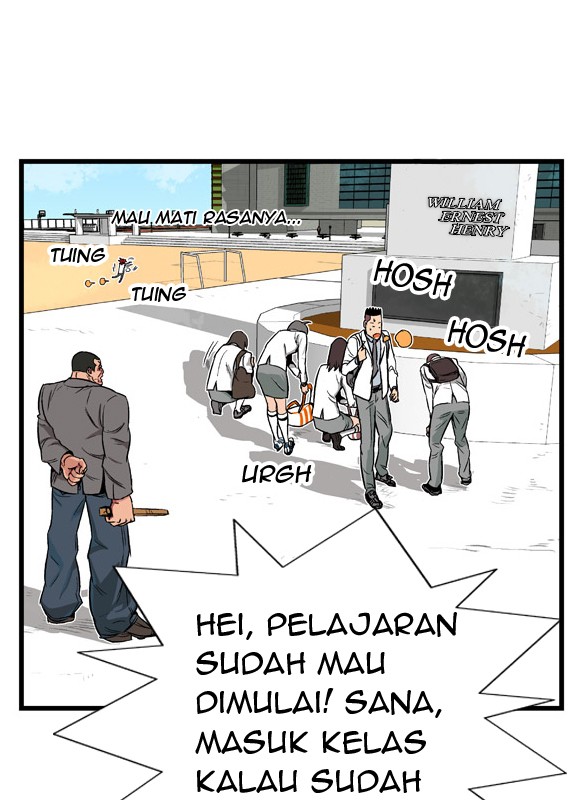 MAU MATI RASANYA...
WILLIAM
ERNEST
HENRY
TUING
TUING
HOSH
HOSH
URGH
HEI, PELAJARAN
SUDAH MAU
DIMULAI! SANA,
MASUK KELAS
KALAU SUDAH